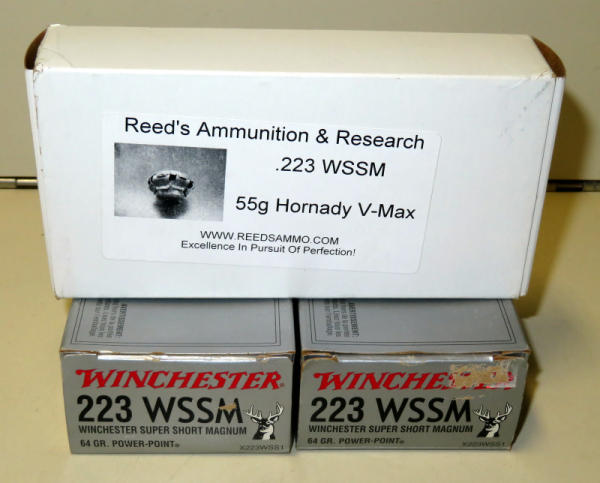 Reed's Ammunition & Research
.223 WSSM
55g Hornady V-Max
WWW.REEDSAMMO.COM
Excellence In Pursuit Of Perfection!
WINCHESTER®
223 WSSM
WINCHESTER SUPER SHORT MAGNUM
64 GR. POWER-POINT®
X223WSS1
WINCHESTER
223 WSSM
WINCHESTER SUPER SHORT MAGNUM
64 GR. POWER-POINT®
X223WSS1